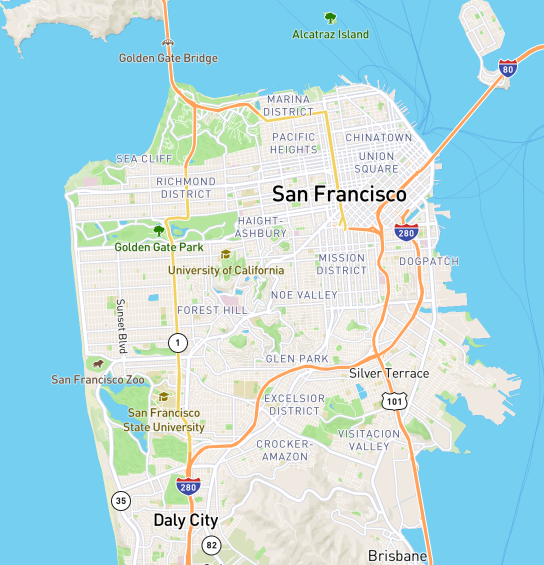 Alcatraz Island
Golden Gate Bridge
80
MARINA
DISTRICT
PACIFIC
HEIGHTS
CHINATOWN
UNION
SQUARE
SEA CLIFF
RICHMOND
DISTRICT
San Francisco
HAIGHT-
ASHBURY
280
Golden Gate Park
University of California
MISSION
DISTRICT
DOGPATCH
NOE VALLEY
FOREST HILL
Sunset Blvd
1
GLEN PARK
San Francisco Zoo
Silver Terrace
101
San Francisco
State University
EXCELSIOR
DISTRICT
VISITACION
VALLEY
CROCKER-
AMAZON
280
35
Daly City
82
Brisbane